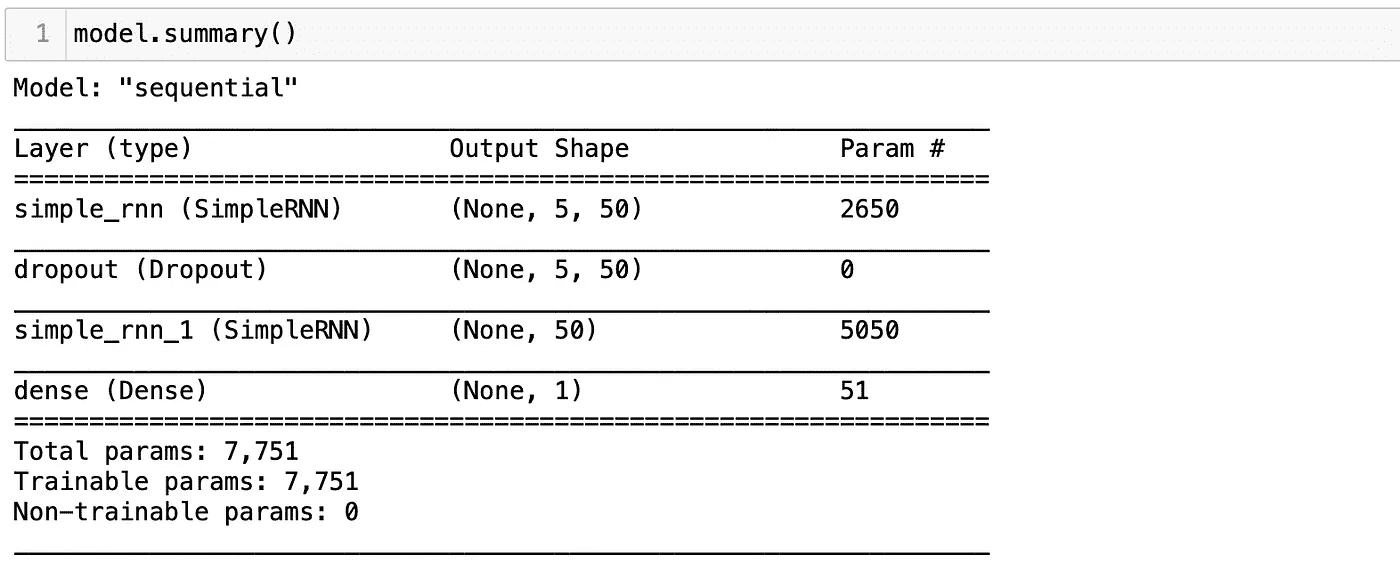 1 model.summary()
Model: "sequential"
Layer (type) Output Shape Param #
simple_rnn (SimpleRNN) (None, 5, 50) 2650
dropout (Dropout) (None, 5, 50) 0
simple_rnn_1 (SimpleRNN) (None, 50) 5050
dense (Dense) (None, 1) 51
Total params: 7,751
Trainable params: 7,751
Non-trainable params: 0